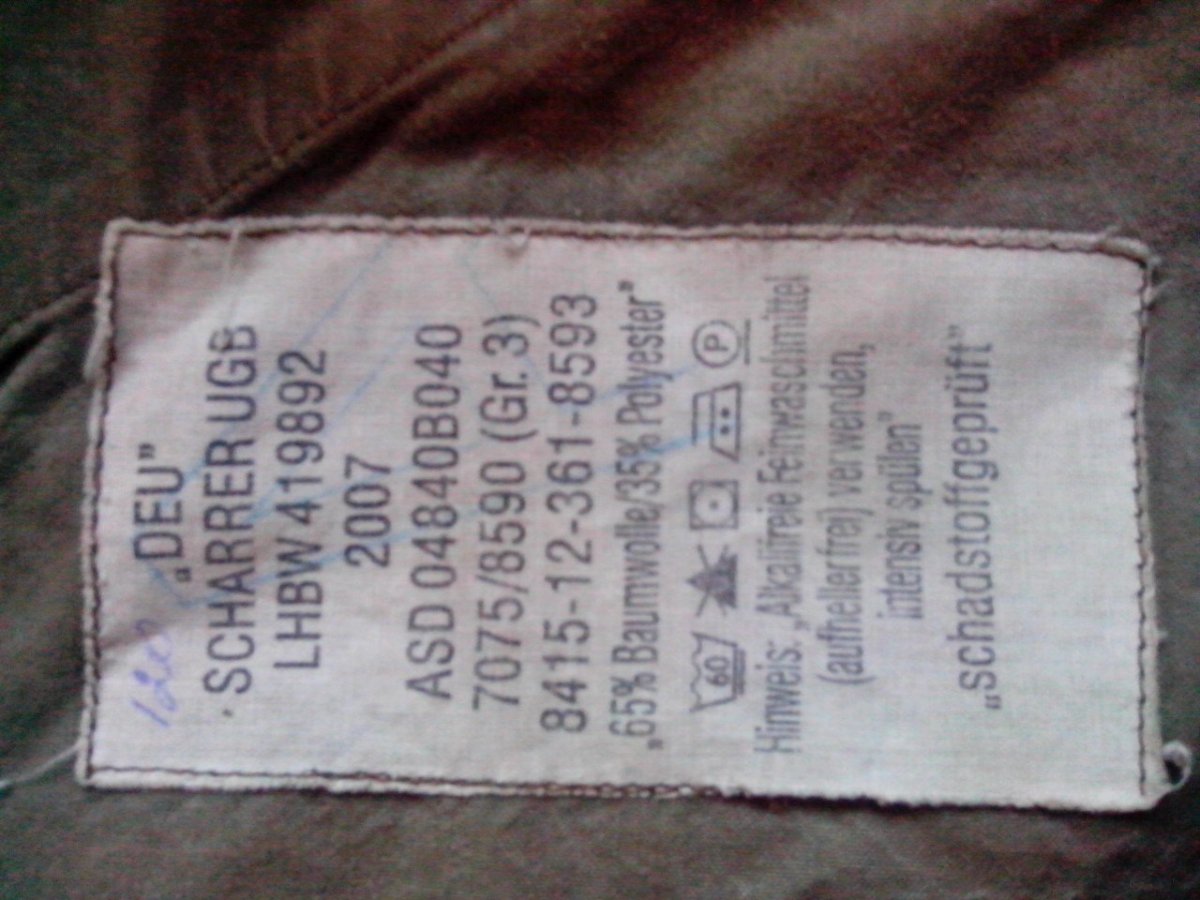 „DEU”
SCHARRER UGB
LHBW 419892
2007
ASD 04840B040
7075/8590 (Gr. 3)
8415-12-361-8593
„65% Baumwolle/35% Polyester”
60 P
Hinweis: „Alkalifreie Feinwaschmittel
(aufhellerfrei) verwenden,
intensiv spülen”
„schadstoffgeprüft”